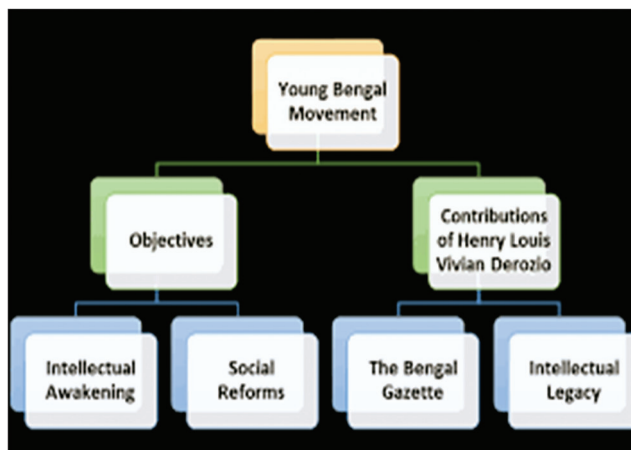 Young Bengal
Movement
Objectives
Contributions
of Henry Louis
Vivian Derozio
Intellectual
Awakening
Social
Reforms
The Bengal
Gazette
Intellectual
Legacy